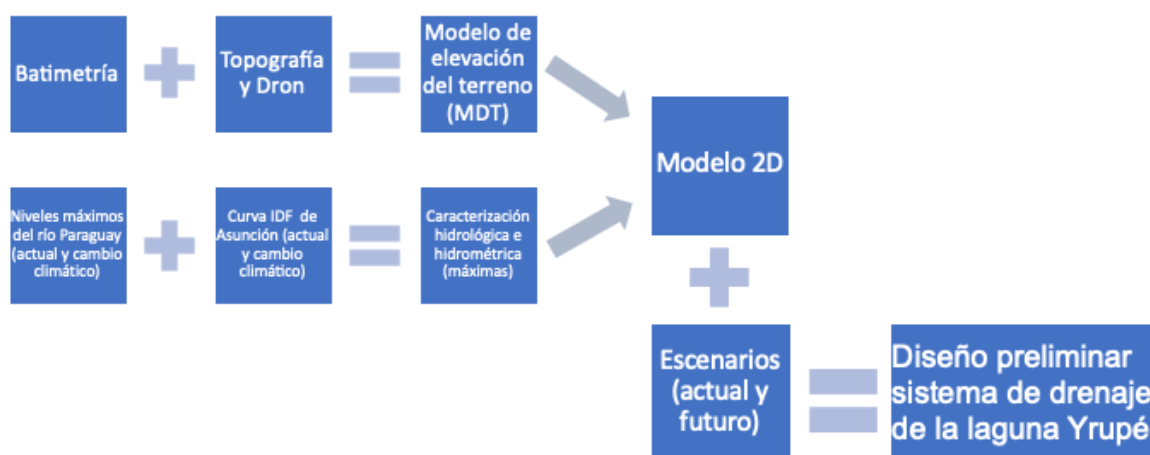 Batimetría
Topografía
y Dron
Modelo de
elevación
del terreno
(MDT)
Niveles máximos
del río Paraguay
(actual y cambio
climático)
Curva IDF de
Asunción (actual
y cambio
climático)
Caracterización
hidrológica e
hidrométrica
(máximas)
Modelo 2D
Escenarios
(actual y
futuro)
Diseño preliminar
sistema de drenaje
de la laguna Yrupé